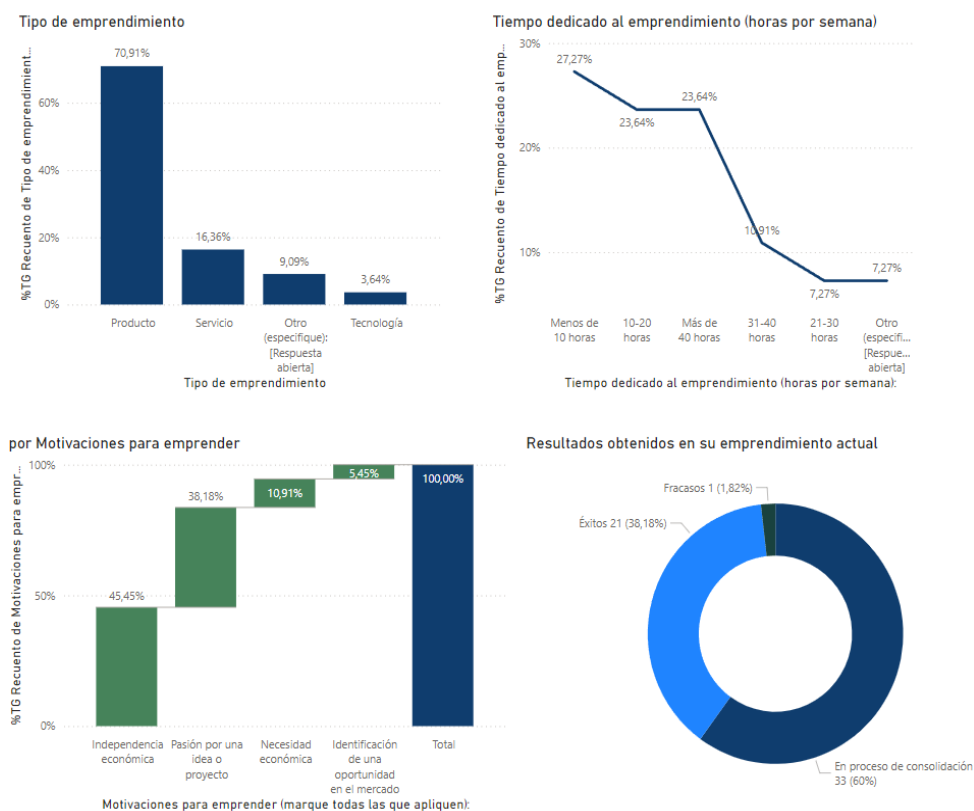 Tipo de emprendimiento
%TG Recuento de Tipo de emprendimient...
60%
40%
20%
0%
70,91%
16,36%
9,09%
3,64%
Producto
Servicio
Otro
(especifique):
[Respuesta
abierta]
Tecnología
Tipo de emprendimiento
Tiempo dedicado al emprendimiento (horas por semana)
%TG Recuento de Tiempo dedicado al emp...
30%
20%
10%
27,27%
23,64%
23,64%
10,91%
7,27%
7,27%
Menos de
10 horas
10-20
horas
Más de
40 horas
31-40
horas
21-30
horas
Otro
(especifi...
[Respue...
abierta]
Tiempo dedicado al emprendimiento (horas por semana):
por Motivaciones para emprender
%TG Recuento de Motivaciones para empr...
100%
50%
0%
45,45%
38,18%
10,91%
5,45%
100,00%
Independencia
económica
Pasión por una
idea o
proyecto
Necesidad
económica
Identificación
de una
oportunidad
en el mercado
Total
Motivaciones para emprender (marque todas las que apliquen):
Resultados obtenidos en su emprendimiento actual
Fracasos 1 (1,82%)
Éxitos 21 (38,18%)
En proceso de consolidación
33 (60%)